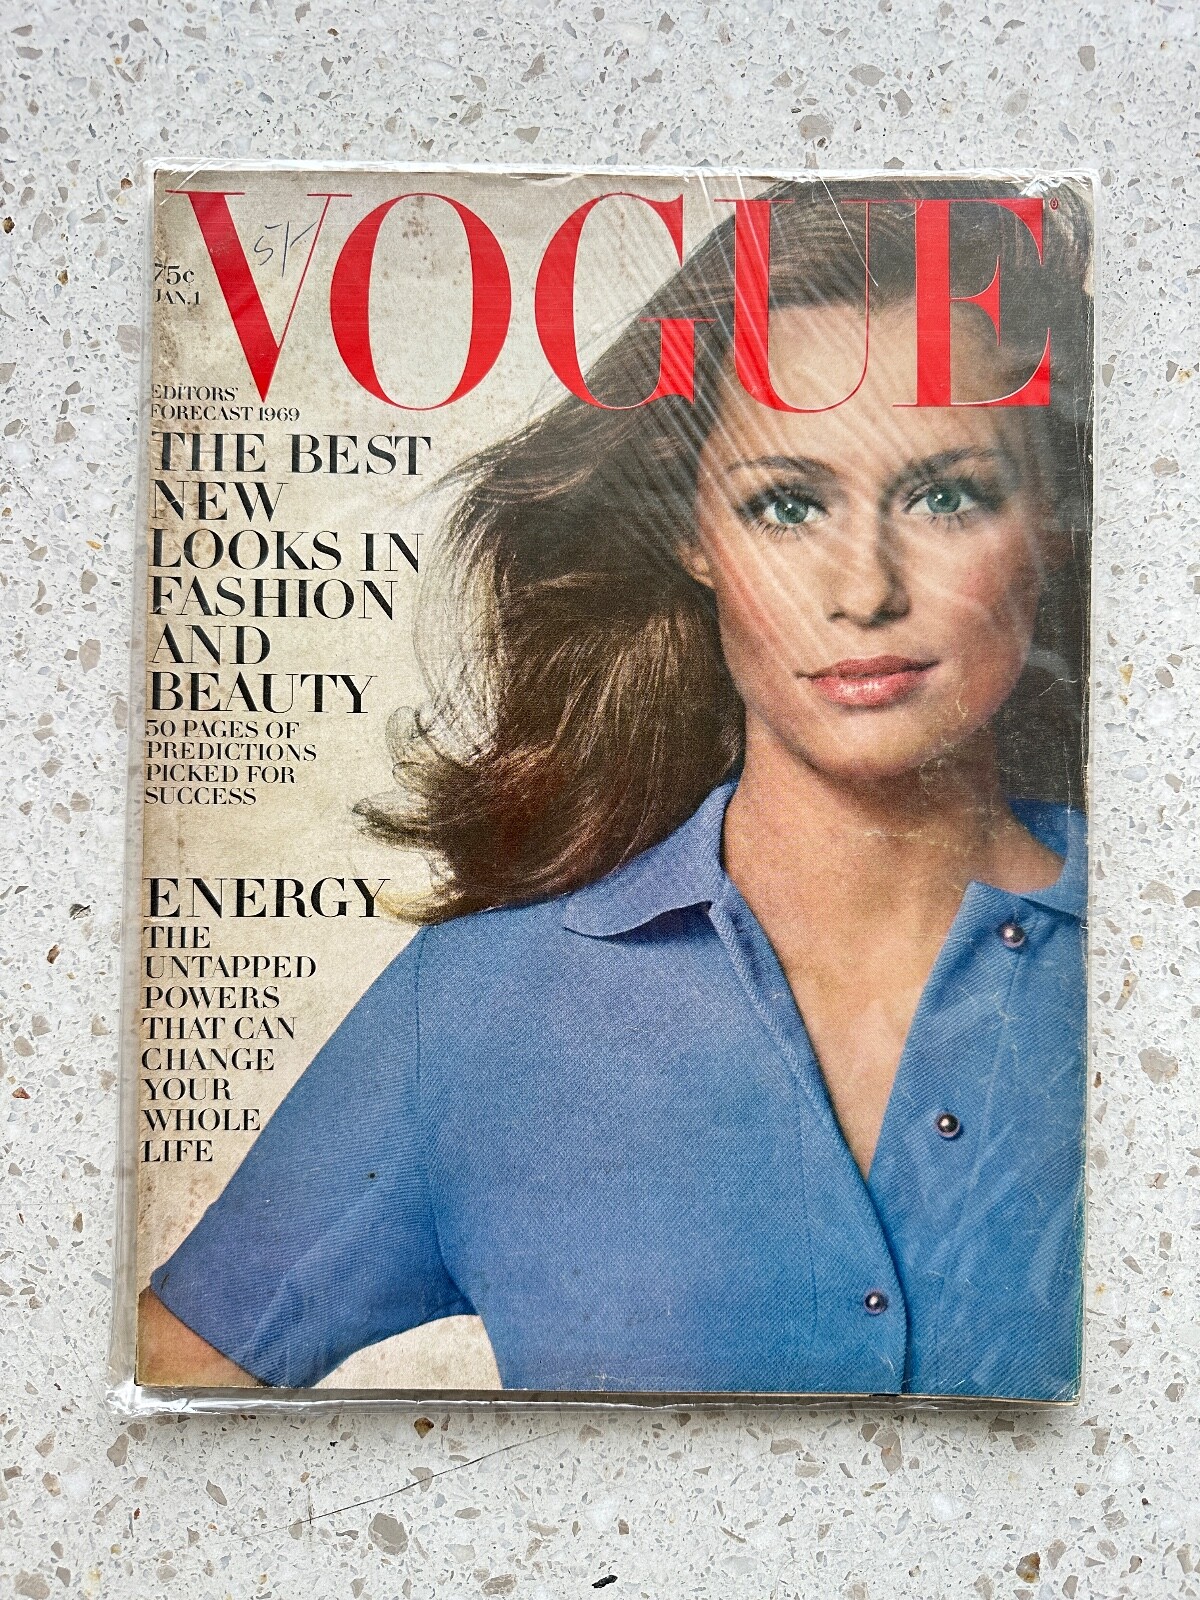 VOGUE
75¢
JAN.1
EDITORS'
FORECAST 1969
THE BEST
NEW
LOOKS IN
FASHION
AND
BEAUTY
50 PAGES OF
PREDICTIONS
PICKED FOR
SUCCESS
ENERGY
THE
UNTAPPED
POWERS
THAT CAN
CHANGE
YOUR
WHOLE
LIFE